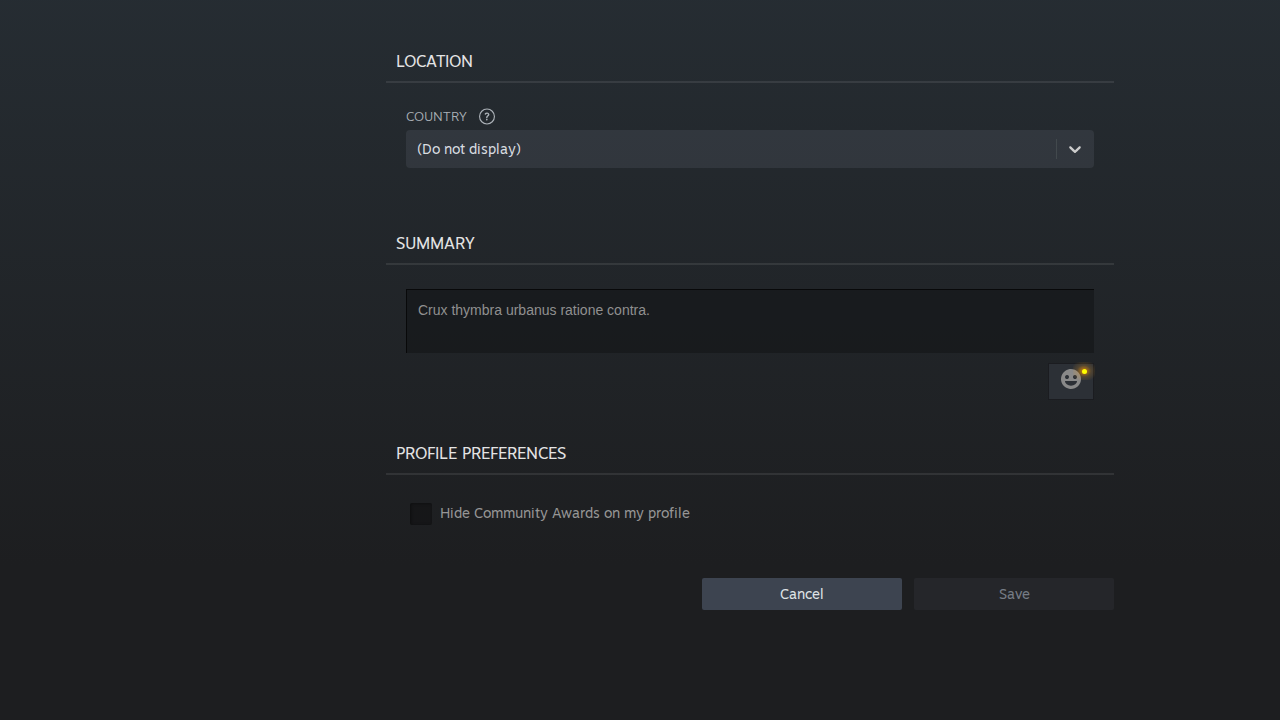 LOCATION
COUNTRY ?
(Do not display)
SUMMARY
Crux thymbra urbanus ratione contra.
PROFILE PREFERENCES
Hide Community Awards on my profile
Cancel Save